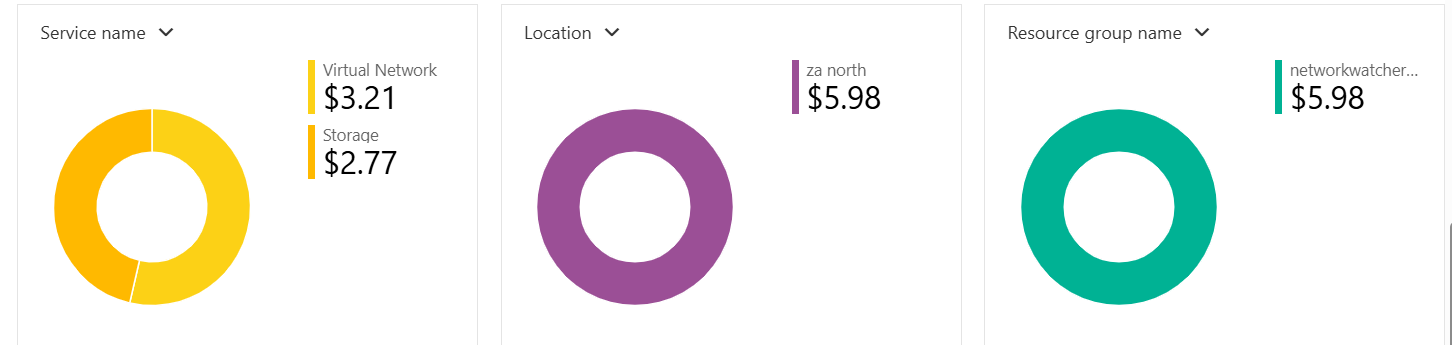 Service name
Virtual Network
$3.21
Storage
$2.77
Location
za north
$5.98
Resource group name
networkwatcher...
$5.98